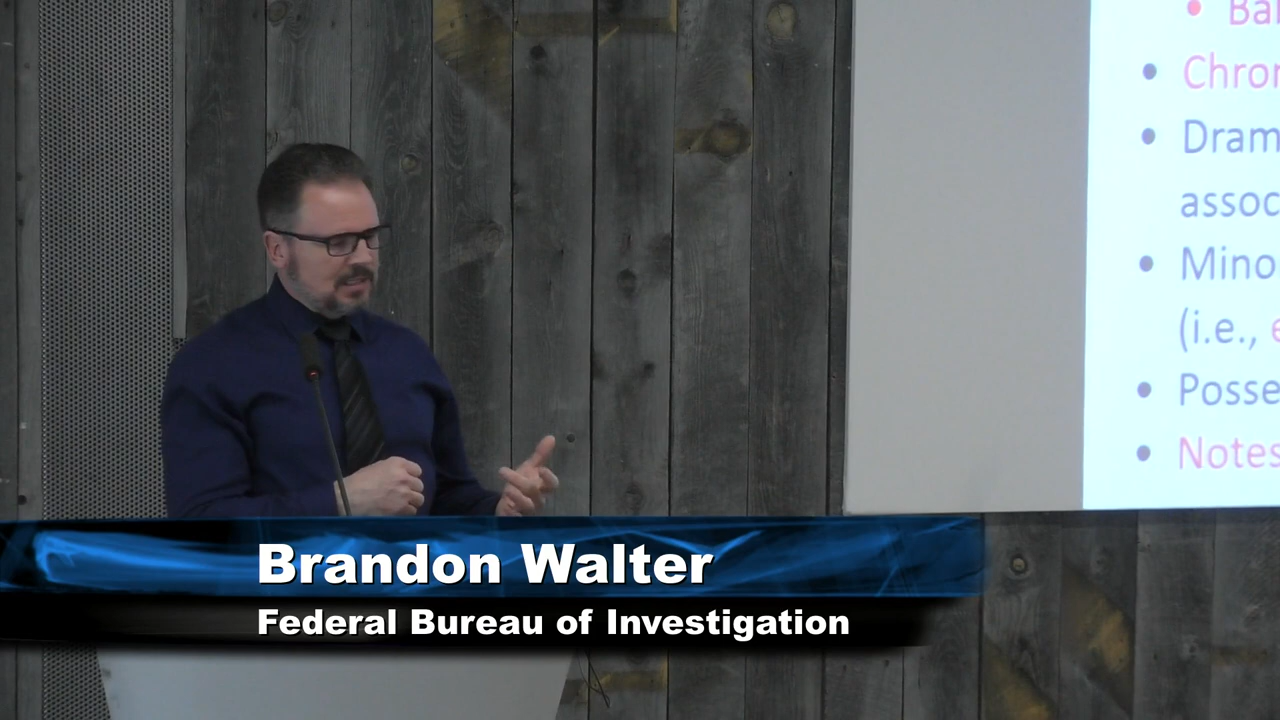 Chron
Dram
assoc
Mino
(i.e.,
Posse
Notes
Brandon Walter
Federal Bureau of Investigation